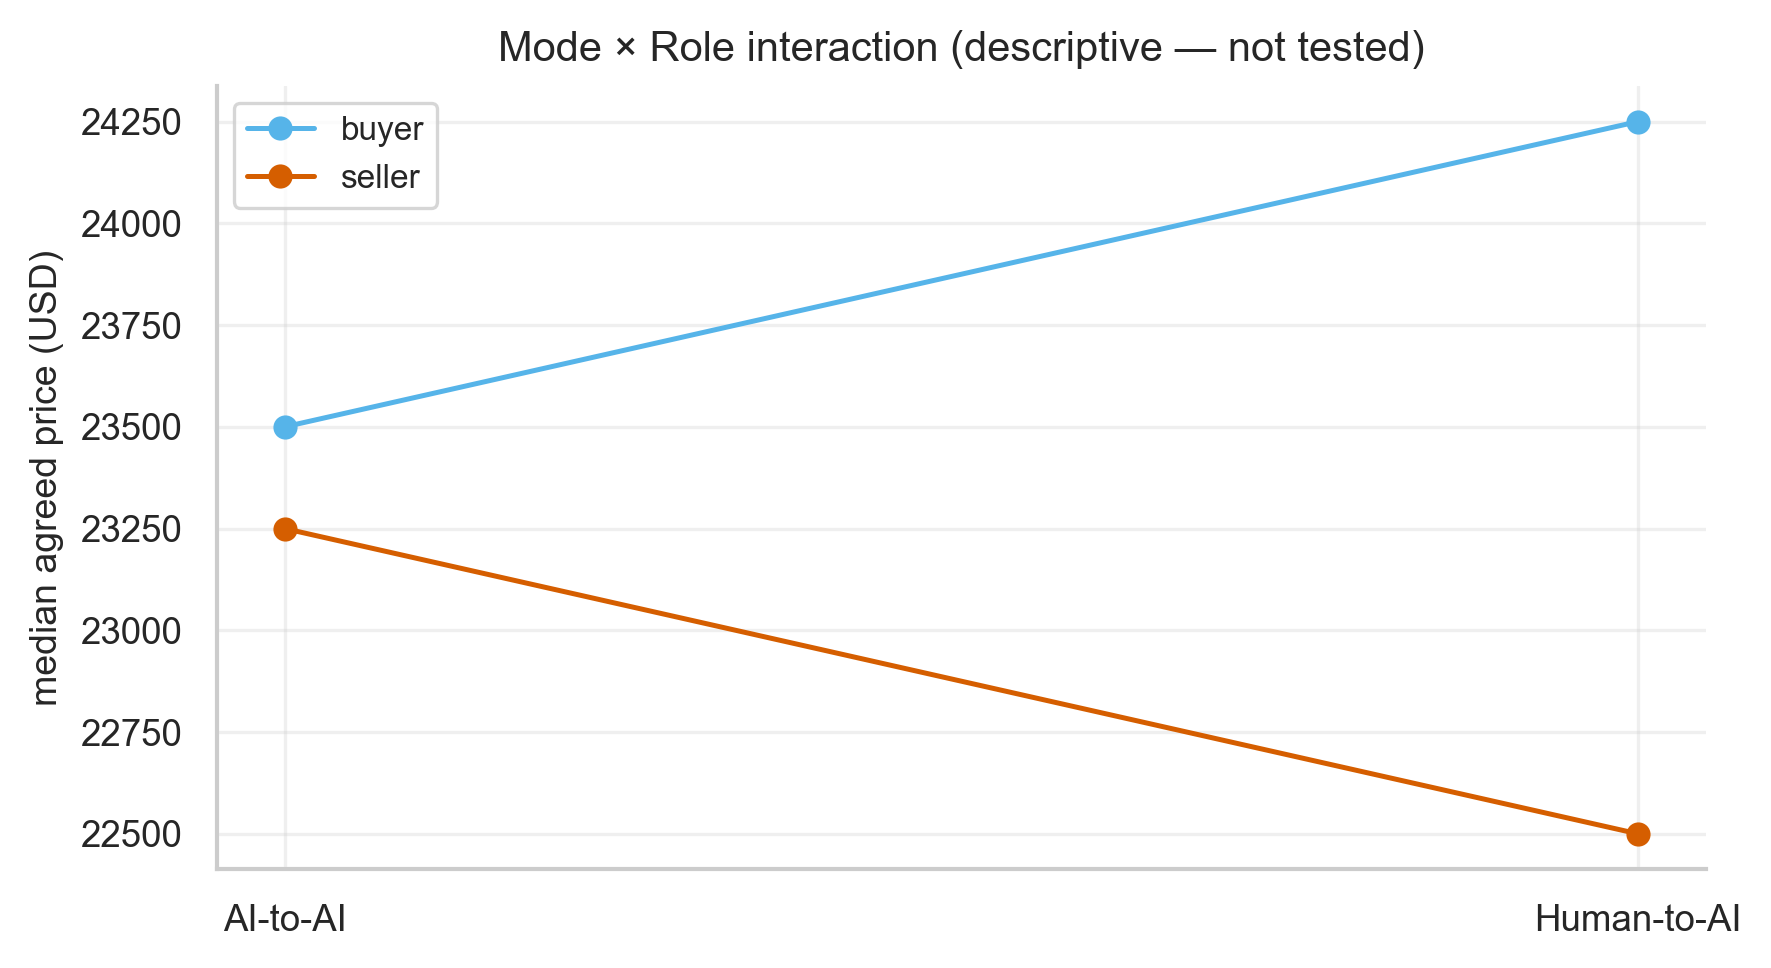 Mode × Role interaction (descriptive — not tested)
buyer
seller
median agreed price (USD)
24250
24000
23750
23500
23250
23000
22750
22500
AI-to-AI
Human-to-AI